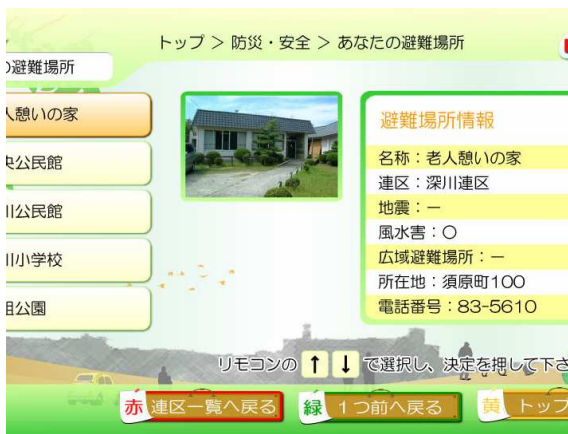 トップ > 防災・安全 > あなたの避難場所
の避難場所
人憩いの家
央公民館
川公民館
川小学校
公園
避難場所情報
名称：老人憩いの家
連区：深川連区
地震：ー
風水害：○
広域避難場所：ー
所在地：須原町100
電話番号：83-5610
リモコンの ↑ ↓ で選択し、決定を押して下さ
赤 連区一覧へ戻る
緑 1つ前へ戻る
黄 トップ